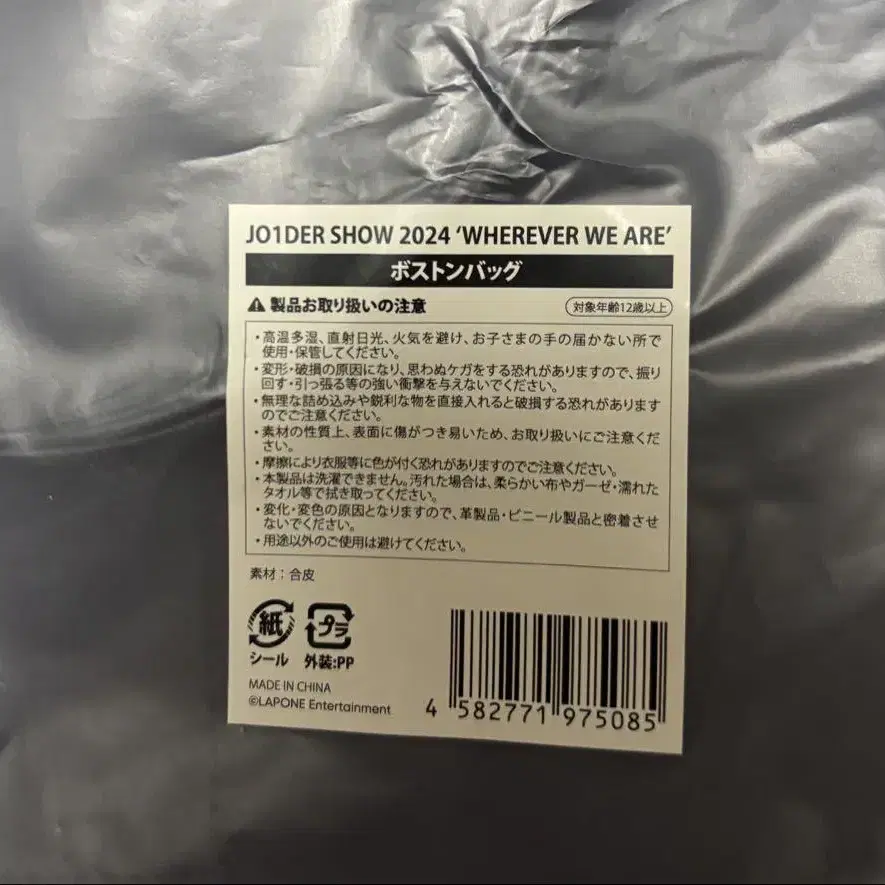 JO1DER SHOW 2024 ‘WHEREVER WE ARE’
ボストンバッグ
⚠ 製品お取り扱いの注意 対象年齢12歳以上
・高温多湿、直射日光、火気を避け、お子さまの手の届かない所で
使用・保管してください。
・変形・破損の原因になり、思わぬケガをする恐れがありますので、振り
回す・引っ張る等の強い衝撃を与えないでください。
・無理な詰め込みや鋭利な物を直接入れると破損する恐れがあります
のでご注意ください。
・素材の性質上、表面に傷がつき易いため、お取り扱いにご注意くだ
さい。
・摩擦により衣服等に色が付く恐れがありますのでご注意ください。
・本製品は洗濯できません。汚れた場合は、柔らかい布やガーゼ・濡れた
タオル等で拭き取ってください。
・変化・変色の原因となりますので、革製品・ビニール製品と密着させ
ないでください。
・用途以外のご使用は避けてください。
素材：合皮
紙 プラ
シール 外装:PP
MADE IN CHINA
©LAPONE Entertainment
4 582771 975085